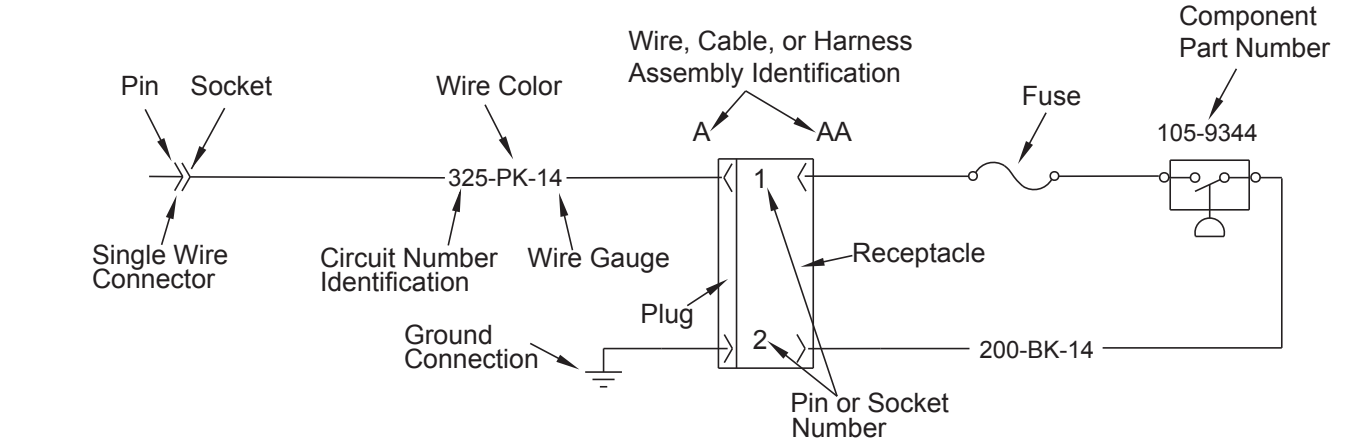 Component
Part Number
Wire, Cable, or Harness
Assembly Identification
Pin
Socket
Wire Color
Fuse
A
AA
105-9344
325-PK-14
1
Single Wire
Connector
Circuit Number
Identification
Wire Gauge
Receptacle
Plug
Ground
Connection
2
200-BK-14
Pin or Socket
Number